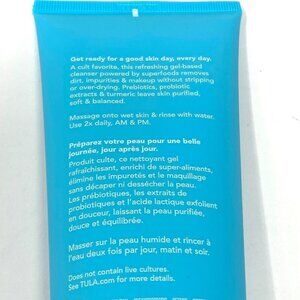 Get ready for a good skin day, every day.
A cult favorite, this refreshing gel-based
cleanser powered by superfoods removes
dirt, impurities & makeup without stripping
or over-drying. Prebiotics, probiotic
extracts & turmeric leave skin purified,
soft & balanced.
Massage onto wet skin & rinse with water.
Use 2x daily, AM & PM.
Préparez votre peau pour une belle
journée, jour après jour.
Produit culte, ce nettoyant gel
rafraîchissant, enrichi de super-aliments,
élimine les impuretés et le maquillage
sans décaper ni dessécher la peau.
Les prébiotiques, les extraits de
probiotiques et l'acide lactique exfolient
en douceur, laissant la peau purifiée,
douce et équilibrée.
Masser sur la peau humide et rincer à
l'eau deux fois par jour, matin et soir.
Does not contain live cultures.
See TULA.com for more details.